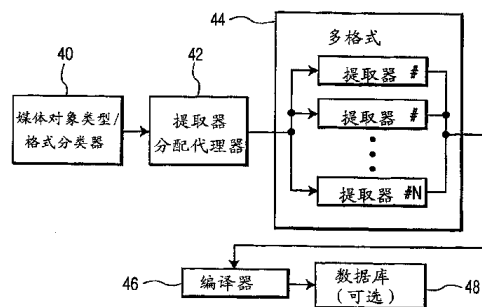 44
多格式
40
42
媒体对象类型/
格式分类器
提取器
分配代理器
提取器 #
提取器 #
提取器 #N
46
编译器
数据库
(可选)
48